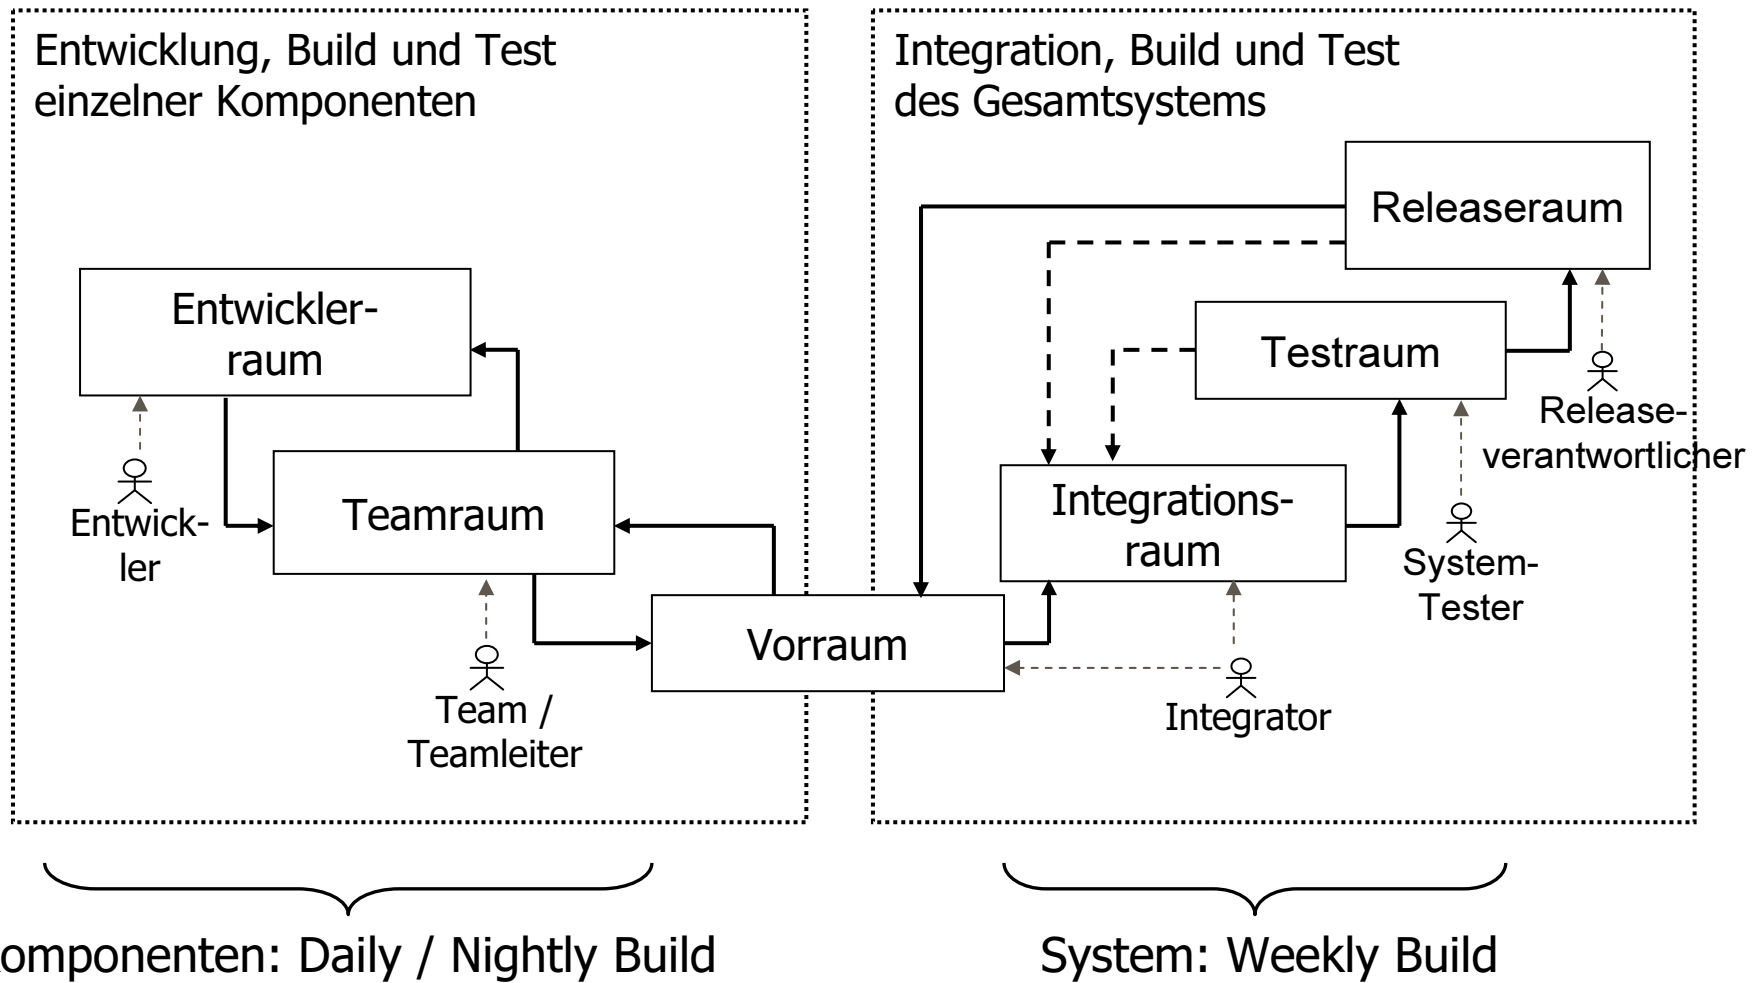 Entwicklung, Build und Test
einzelner Komponenten
Integration, Build und Test
des Gesamtsystems
Releaseraum
Entwickler-
raum
Testraum
Release-
verantwortlicher
Teamraum
Integrations-
raum
Entwick-
ler
System-
Tester
Vorraum
Team /
Teamleiter
Integrator
omponenten: Daily / Nightly Build
System: Weekly Build